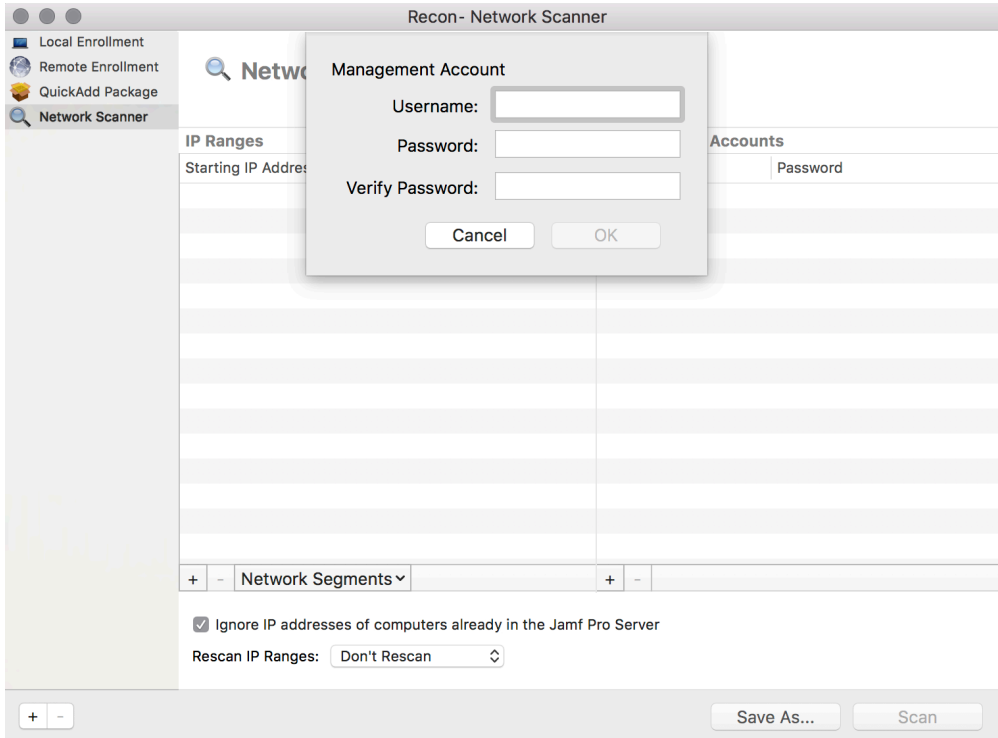 Recon- Network Scanner
Local Enrollment
Remote Enrollment
QuickAdd Package
Network Scanner
Management Account
Username:
Password:
Verify Password:
Cancel
OK
IP Ranges
Accounts
Starting IP Addres
Password
+ - Network Segments
+ -
Ignore IP addresses of computers already in the Jamf Pro Server
Rescan IP Ranges: Don't Rescan
+ -
Save As...
Scan